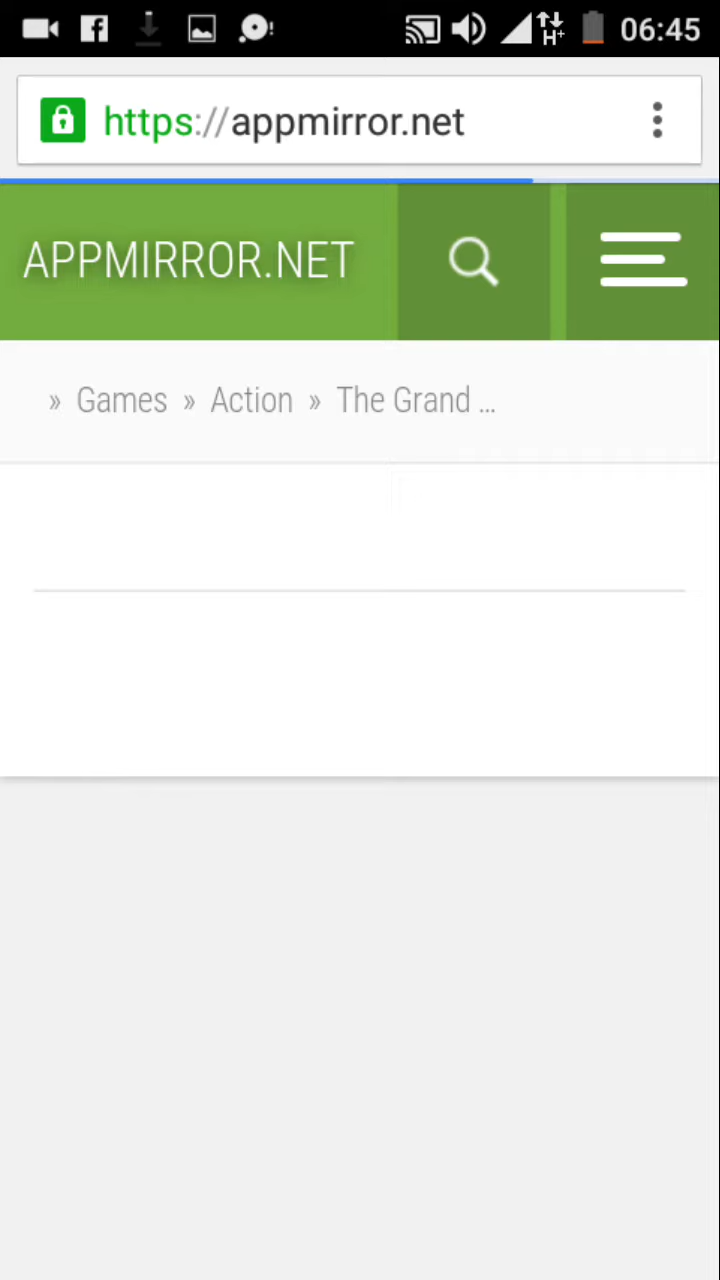 H+ 06:45
https://appmirror.net
APPMIRROR.NET
» Games » Action » The Grand ...